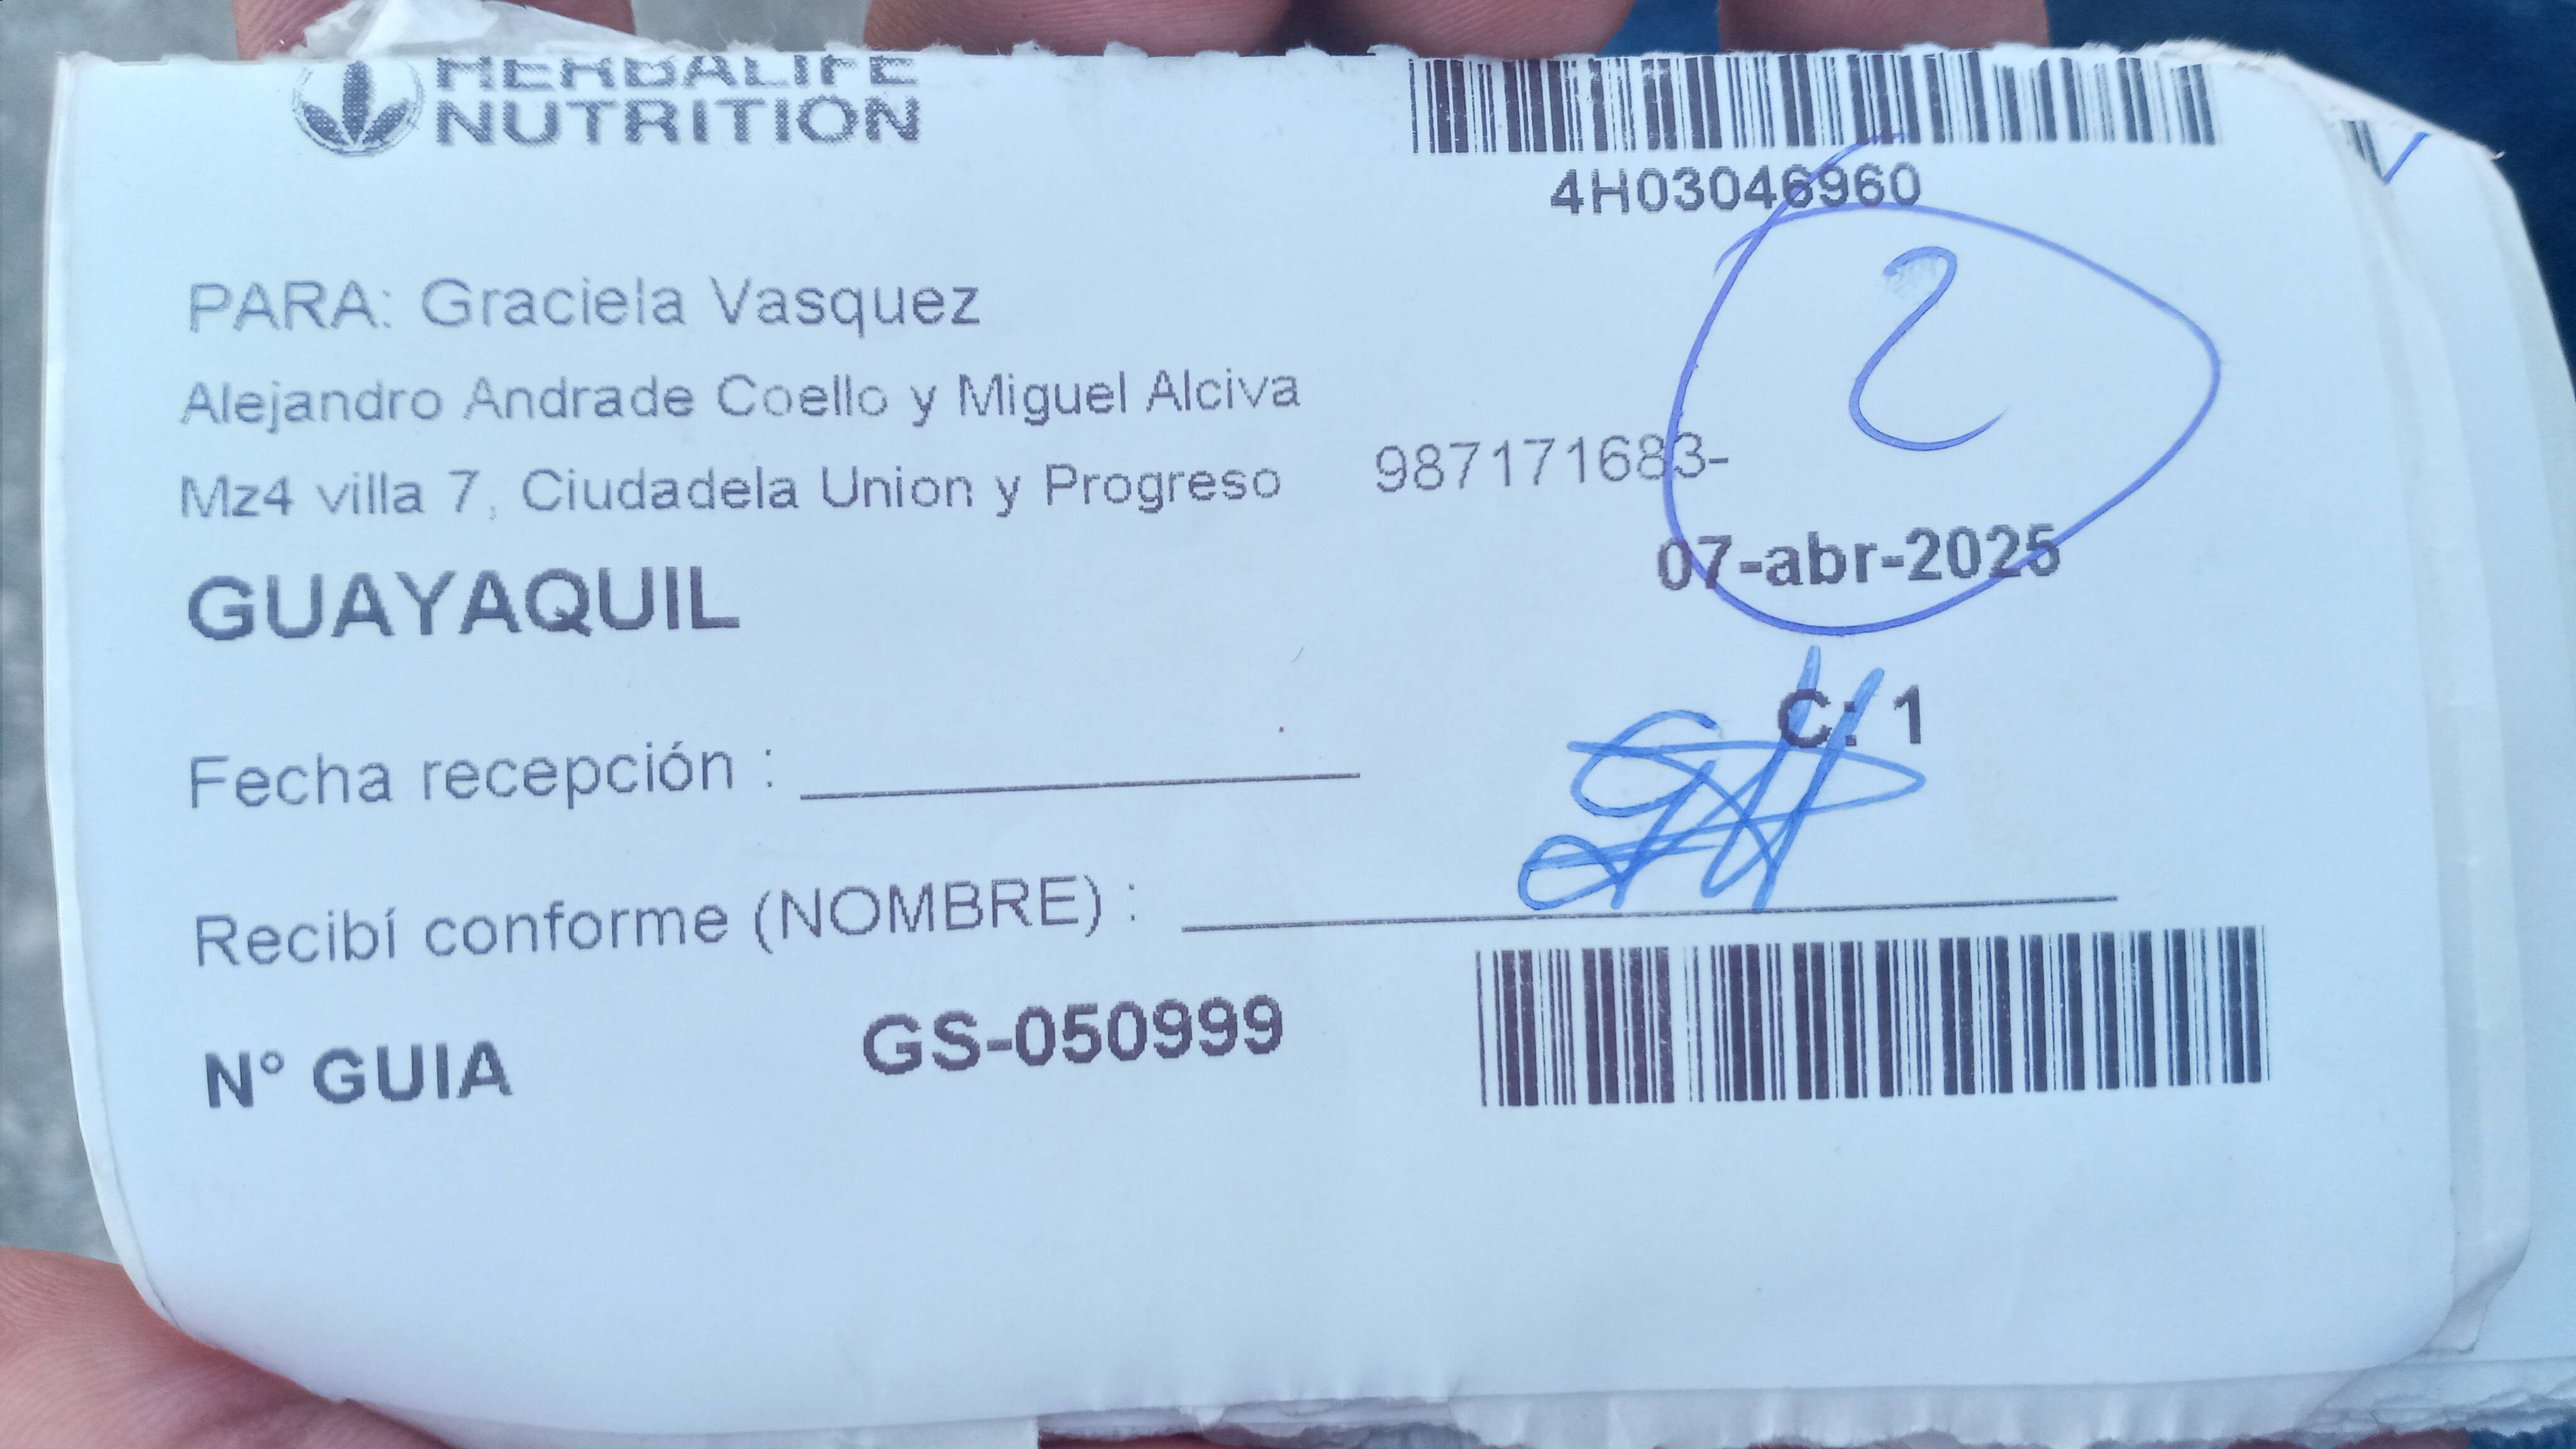 HERBALIFE
NUTRITION
4H03046960
2
PARA: Graciela Vasquez
Alejandro Andrade Coello y Miguel Alciva
Mz4 villa 7, Ciudadela Union y Progreso 987171683-
07-abr-2025
GUAYAQUIL
C: 1
Fecha recepción :
Recibí conforme (NOMBRE) :
N° GUIA GS-050999